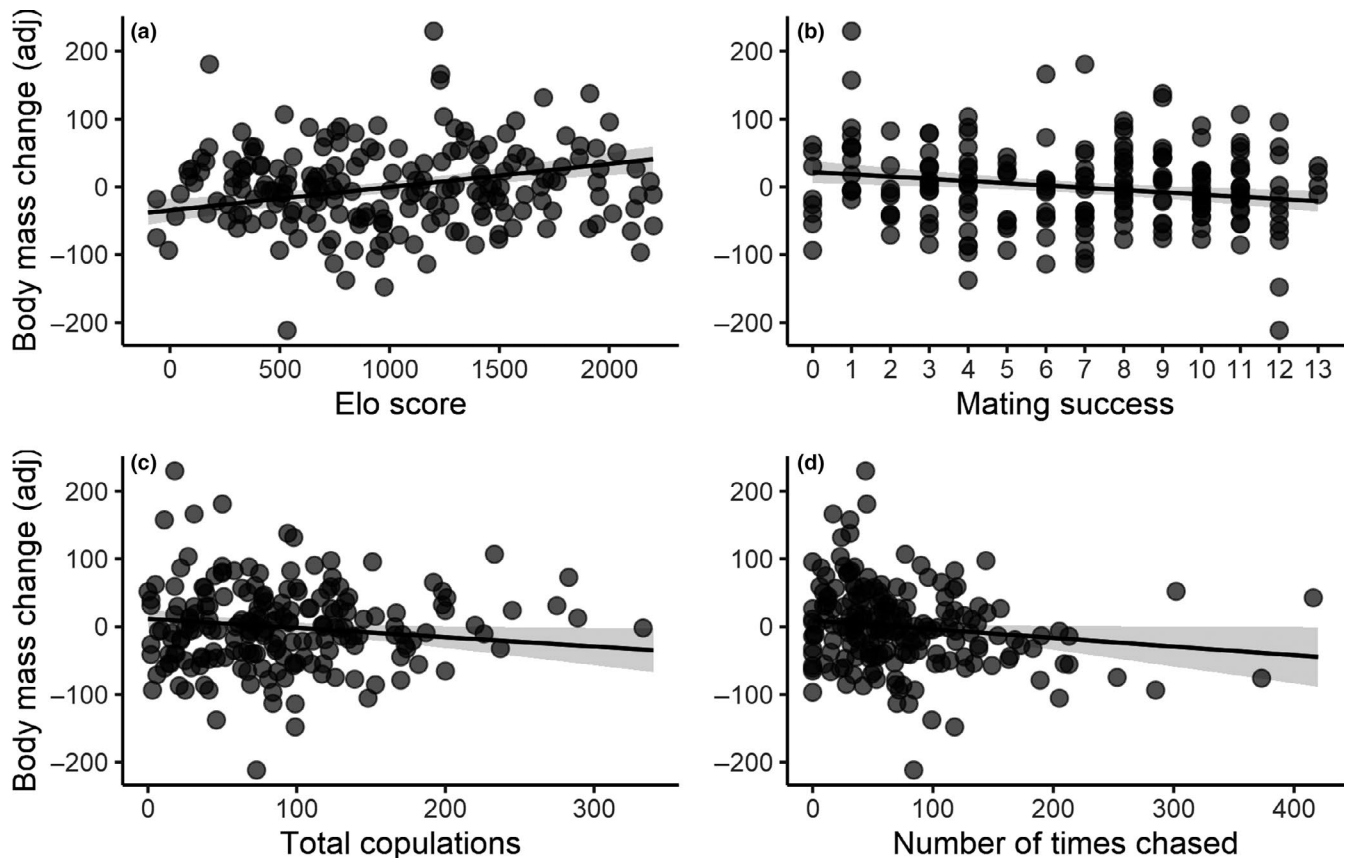 (a)
Body mass change (adj)
200
100
0
−100
−200
0 500 1000 1500 2000
Elo score
(b)
200
100
0
−100
−200
0 1 2 3 4 5 6 7 8 9 10 11 12 13
Mating success
(c)
Body mass change (adj)
200
100
0
−100
−200
0 100 200 300
Total copulations
(d)
200
100
0
−100
−200
0 100 200 300 400
Number of times chased